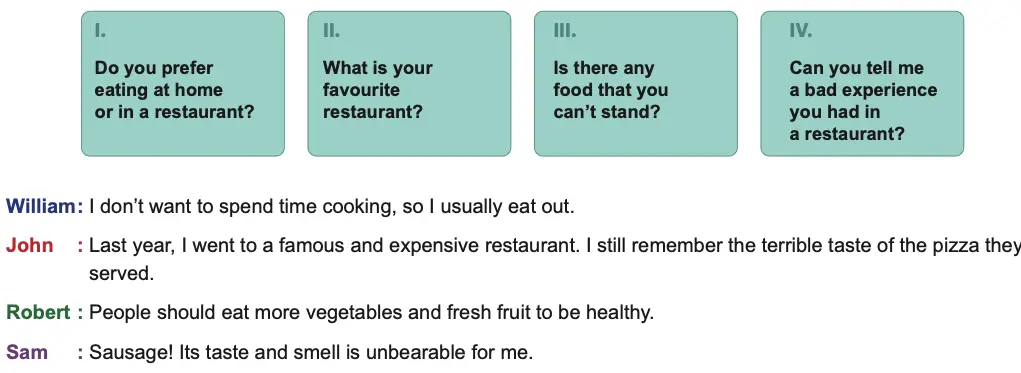 I.
Do you prefer
eating at home
or in a restaurant?
II.
What is your
favourite
restaurant?
III.
Is there any
food that you
can’t stand?
IV.
Can you tell me
a bad experience
you had in
a restaurant?
William: I don’t want to spend time cooking, so I usually eat out.
John : Last year, I went to a famous and expensive restaurant. I still remember the terrible taste of the pizza they
served.
Robert : People should eat more vegetables and fresh fruit to be healthy.
Sam : Sausage! Its taste and smell is unbearable for me.